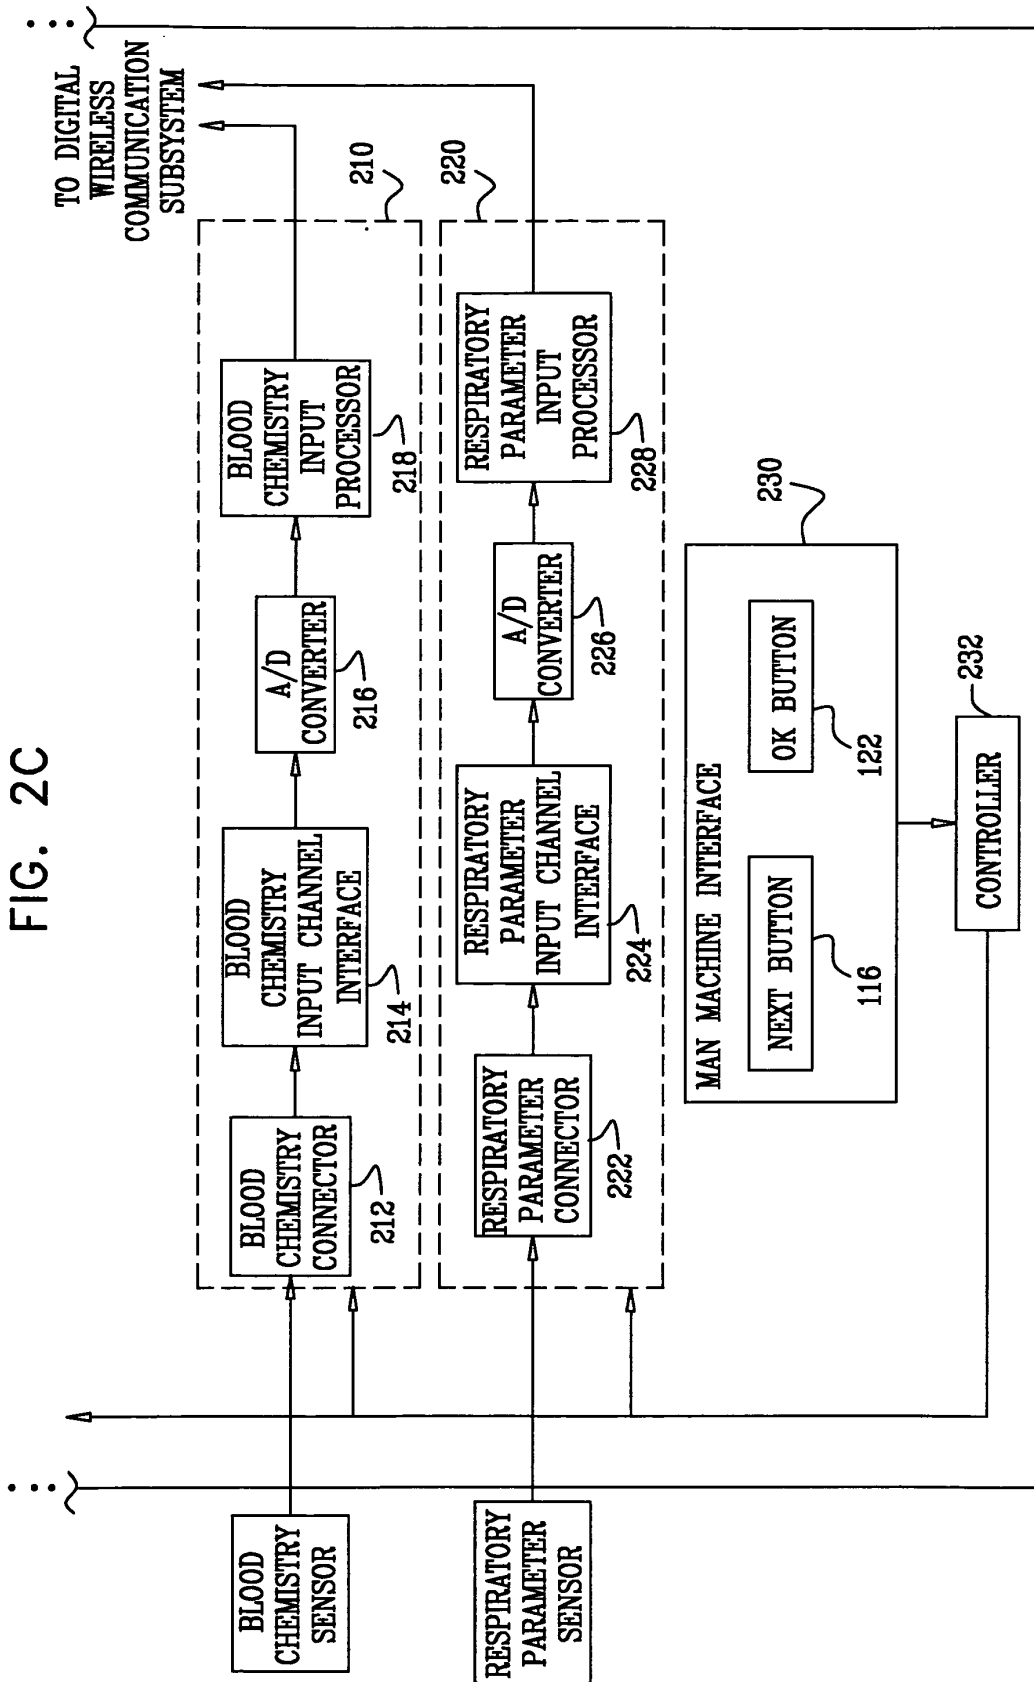 FIG. 2C
TO DIGITAL
WIRELESS
COMMUNICATION
SUBSYSTEM
BLOOD
CHEMISTRY
SENSOR
BLOOD
CHEMISTRY
CONNECTOR
212
BLOOD
CHEMISTRY
INPUT CHANNEL
INTERFACE
214
A/D
CONVERTER
216
BLOOD
CHEMISTRY
INPUT
PROCESSOR
218
210
RESPIRATORY
PARAMETER
SENSOR
RESPIRATORY
PARAMETER
CONNECTOR
222
RESPIRATORY
PARAMETER
INPUT CHANNEL
INTERFACE
224
A/D
CONVERTER
226
RESPIRATORY
PARAMETER
INPUT
PROCESSOR
228
220
MAN MACHINE INTERFACE
230
NEXT BUTTON
116
OK BUTTON
122
CONTROLLER
232